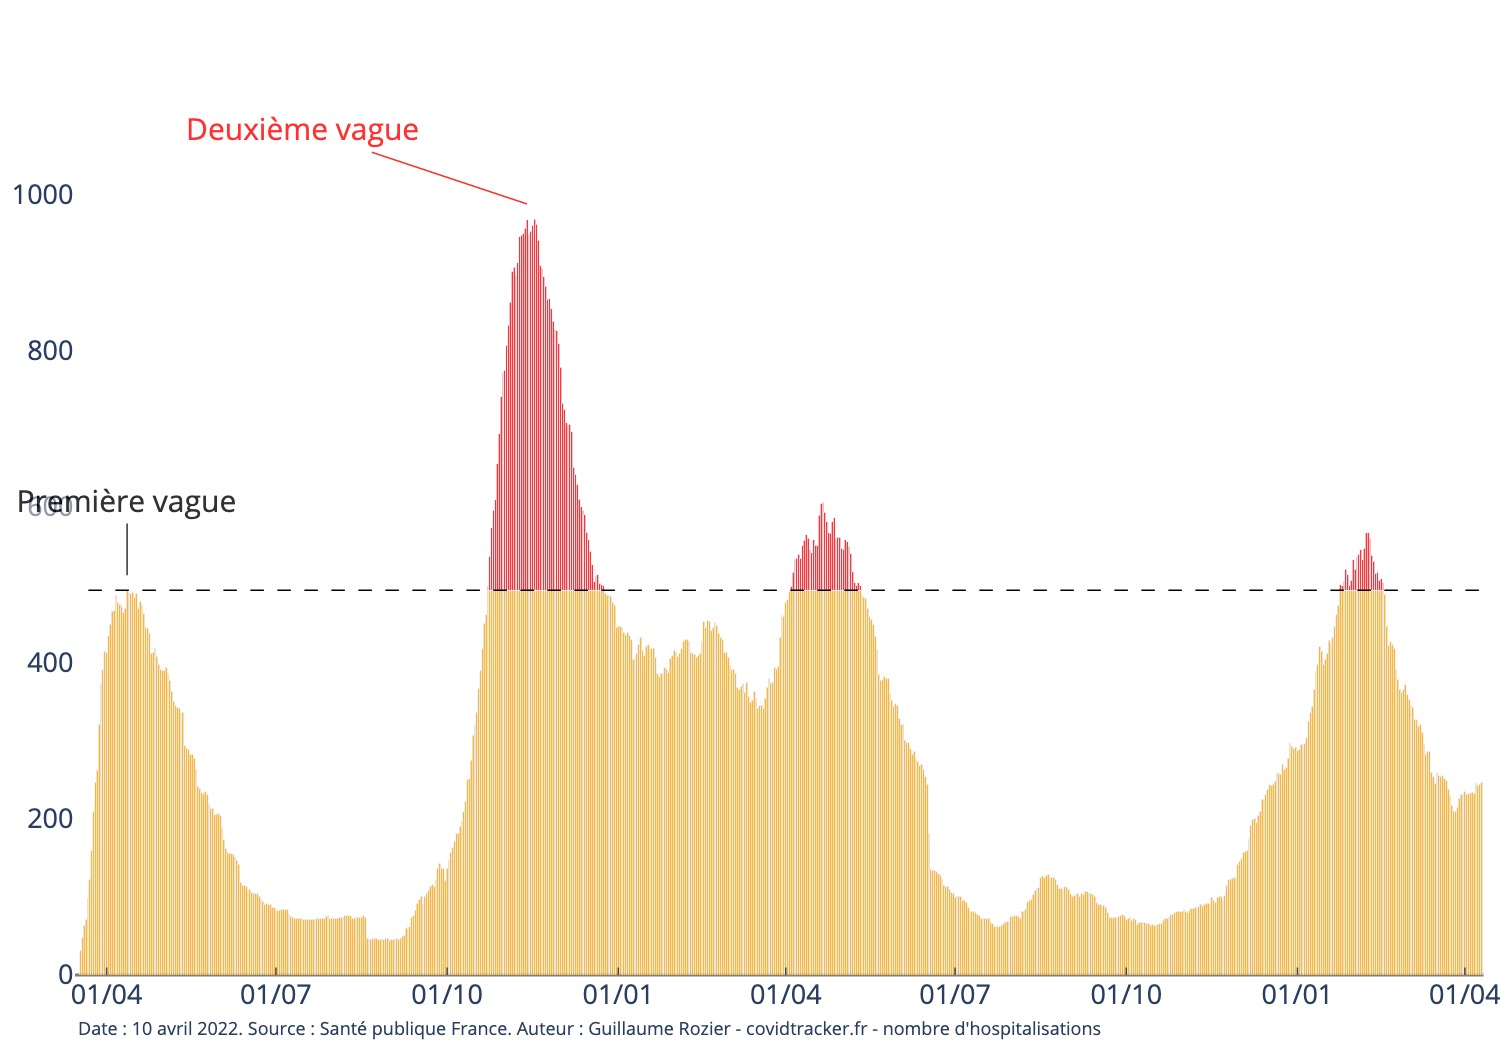 Deuxième vague
1000
800
Première vague
600
400
200
0
01/04 01/07 01/10 01/01 01/04 01/07 01/10 01/01 01/04
Date : 10 avril 2022. Source : Santé publique France. Auteur : Guillaume Rozier - covidtracker.fr - nombre d'hospitalisations